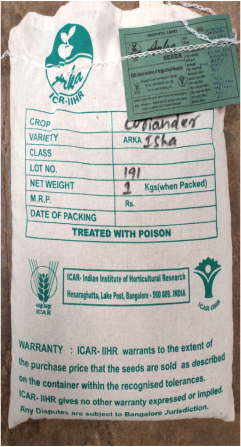 TRUTHFUL LABEL
SEEDS
arka
ICR-IIHR
CROP Coriander
VARIETY ARKA Isha
CLASS
LOT NO. 191
NET WEIGHT 1 Kgs(when Packed)
M.R.P. Rs.
DATE OF PACKING
TREATED WITH POISON
ICAR- Indian Institute of Horticultural Research
Hesaraghatta, Lake Post, Bangalore - 560 089. INDIA
ICAR
ICAR-IIHR
WARRANTY : ICAR- IIHR warrants to the extent of
the purchase price that the seeds are sold as described
on the container within the recognised tolerances.
ICAR- IIHR gives no other warranty expressed or implied.
Any Disputes are subject to Bangalore Jurisdiction.